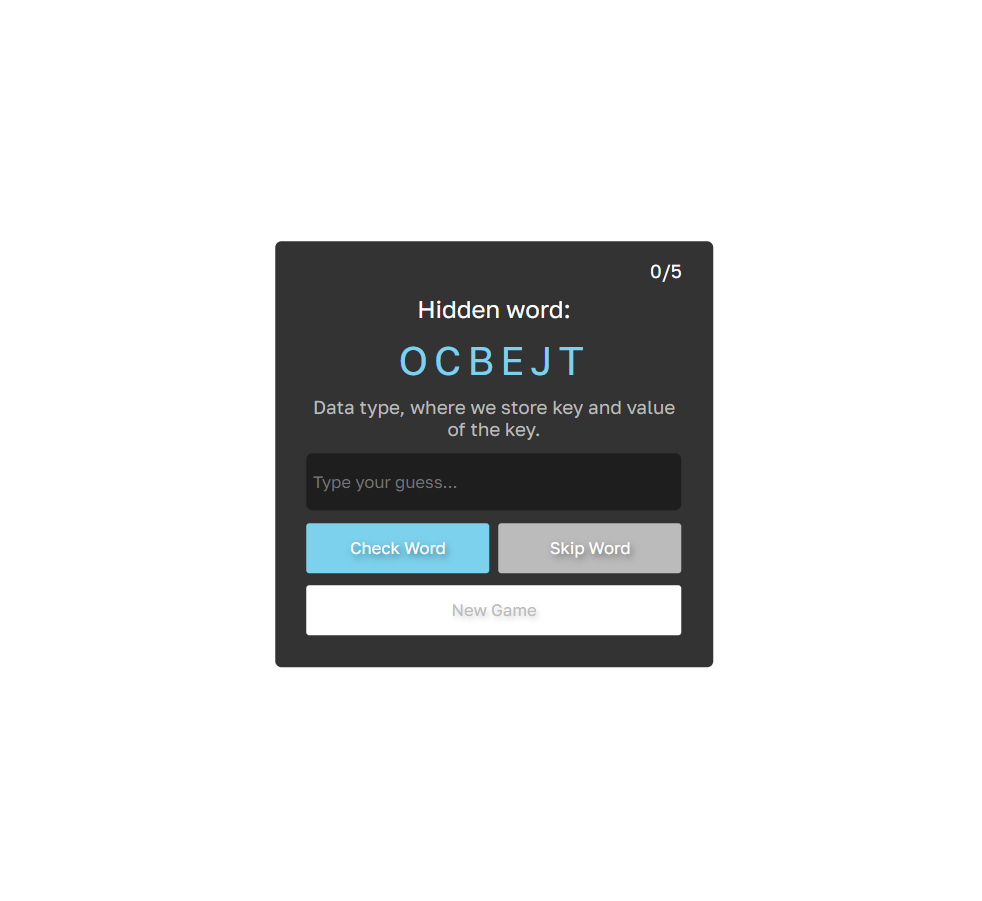 0/5
Hidden word:
OCBEJT
Data type, where we store key and value
of the key.
Type your guess...
Check Word
Skip Word
New Game